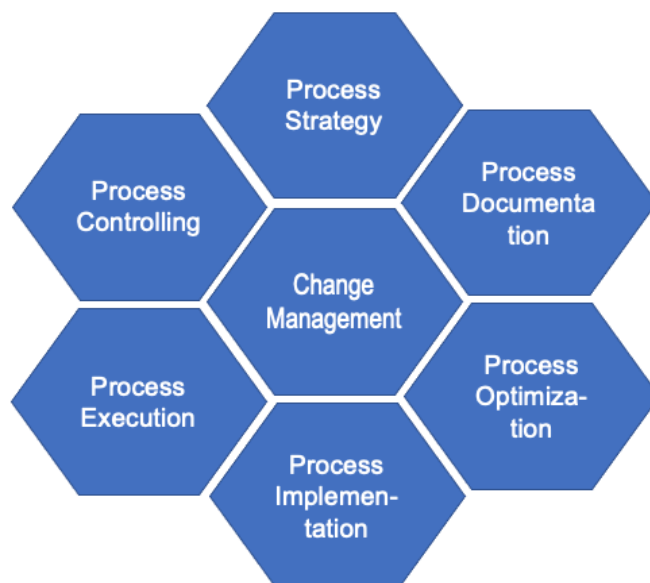 Process
Strategy
Process
Documenta
tion
Process
Controlling
Change
Management
Process
Optimiza-
tion
Process
Execution
Process
Implemen-
tation